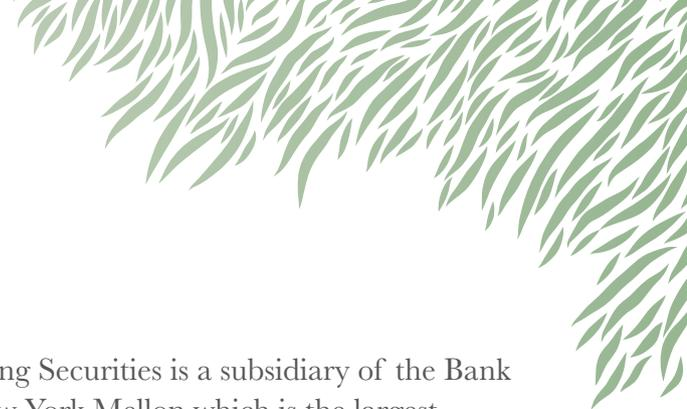 ng Securities is a subsidiary of the Bank
w York Mellon which is the largest